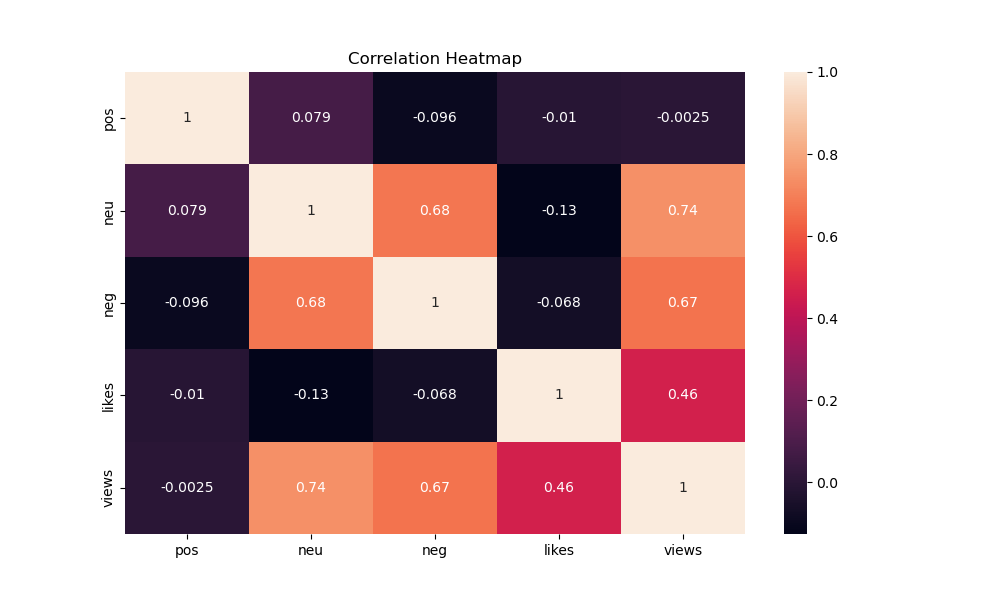 Correlation Heatmap
pos 1 0.079 -0.096 -0.01 -0.0025
neu 0.079 1 0.68 -0.13 0.74
neg -0.096 0.68 1 -0.068 0.67
likes -0.01 -0.13 -0.068 1 0.46
views -0.0025 0.74 0.67 0.46 1
pos neu neg likes views
1.0
0.8
0.6
0.4
0.2
0.0